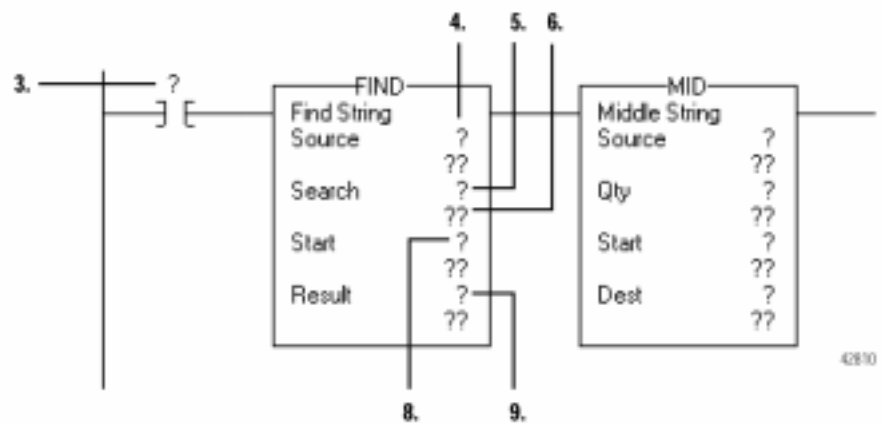 4. 5. 6.
3. ?
FIND
Find String
Source ?
??
Search ?
??
Start ?
??
Result ?
??
MID
Middle String
Source ?
??
Qty ?
??
Start ?
??
Dest ?
??
42810
8. 9.